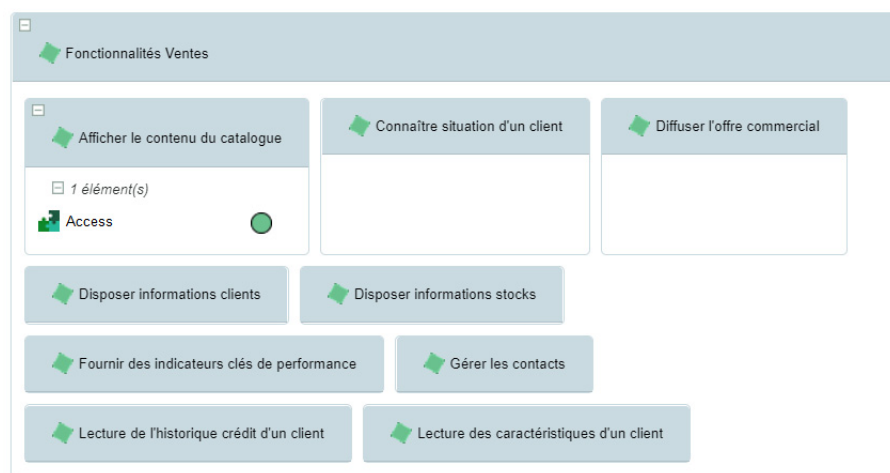 Fonctionnalités Ventes
Afficher le contenu du catalogue
Connaître situation d'un client
Diffuser l'offre commercial
1 élément(s)
Access
Disposer informations clients
Disposer informations stocks
Fournir des indicateurs clés de performance
Gérer les contacts
Lecture de l'historique crédit d'un client
Lecture des caractéristiques d'un client